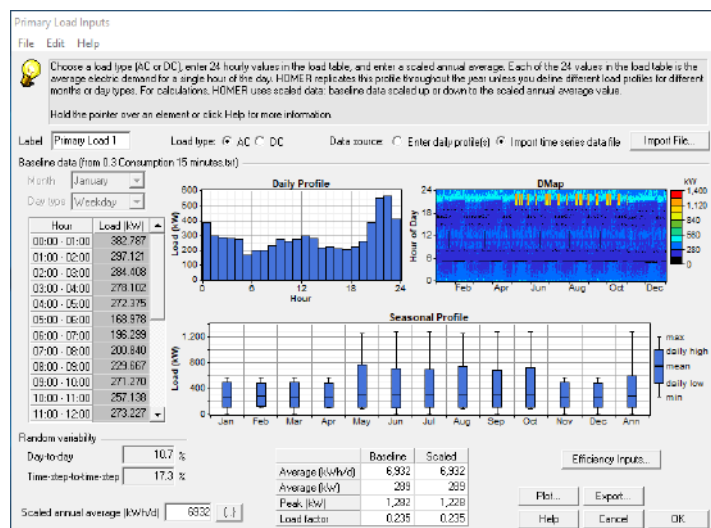 Primary Load Inputs
File Edit Help
Choose a load type (AC or DC), enter 24 hourly values in the load table, and enter a scaled annual average. Each of the 24 values in the load table is the
average electric demand for a single hour of the day. HOMER replicates this profile throughout the year unless you define different load profiles for different
months or day types. For calculations, HOMER uses scaled data: baseline data scaled up or down to the scaled annual average value.
Hold the pointer over an element or click Help for more information.
Label Primary Load 1 Load type: AC DC Data source: Enter daily profile(s) Import time series data file Import File...
Baseline data (from 0.3 Consumption 15 minutes.txt)
Month January
Day type Weekday
Hour Load (kW)
00:00 - 01:00 382.787
01:00 - 02:00 297.121
02:00 - 03:00 284.408
03:00 - 04:00 278.102
04:00 - 05:00 272.375
05:00 - 06:00 168.978
06:00 - 07:00 196.299
07:00 - 08:00 200.840
08:00 - 09:00 229.667
09:00 - 10:00 271.270
10:00 - 11:00 257.138
11:00 - 12:00 273.227
Daily Profile
Load (kW)
600
500
400
300
200
100
0
0 6 12 18 24
Hour
DMap
Hour of Day
24
18
12
6
0
Feb Apr Jun Aug Oct Dec
kW
1,400
1,120
840
560
280
0
Seasonal Profile
Load (kW)
1,200
800
400
0
Jan Feb Mar Apr May Jun Jul Aug Sep Oct Nov Dec Ann
max
daily high
mean
daily low
min
Random variability
Day-to-day 10.7 %
Time-step-to-time-step 17.3 %
Scaled annual average (kWh/d) 6932 {..}
Baseline Scaled
Average (kWh/d) 6,932 6,932
Average (kW) 289 289
Peak (kW) 1,228
Load factor 0.235 0.235
Efficiency Inputs...
Plot... Export...
Help Cancel OK